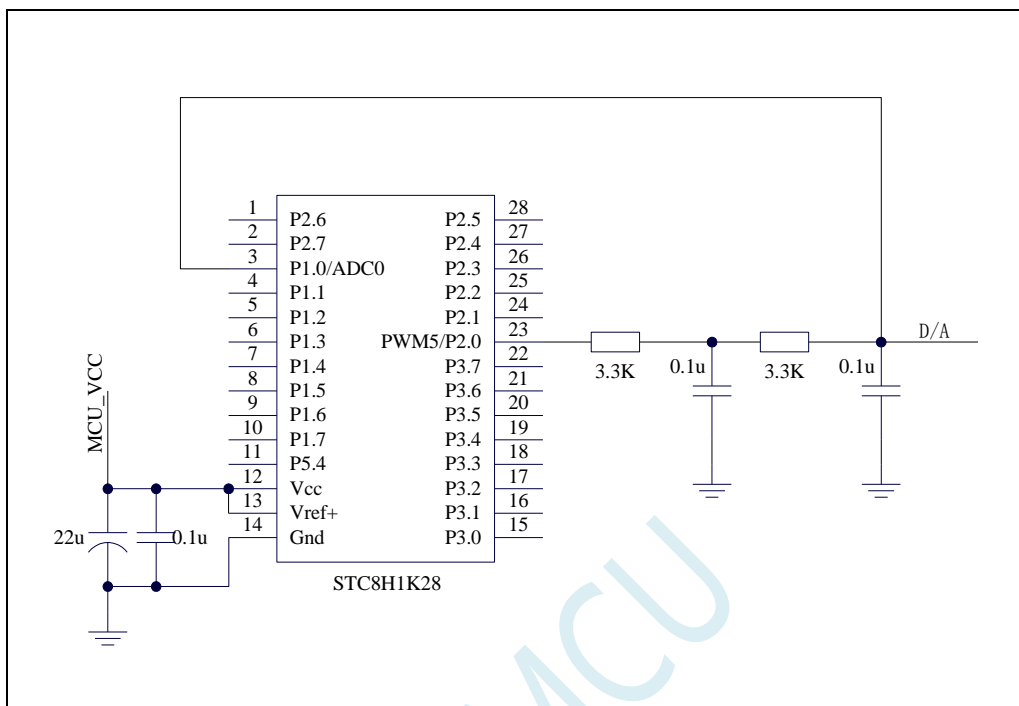 1 P2.6 P2.5 28
2 P2.7 P2.4 27
3 P1.0/ADC0 P2.3 26
4 P1.1 P2.2 25
5 P1.2 P2.1 24
6 P1.3 PWM5/P2.0 23
7 P1.4 P3.7 22
8 P1.5 P3.6 21
9 P1.6 P3.5 20
10 P1.7 P3.4 19
11 P5.4 P3.3 18
12 Vcc P3.2 17
13 Vref+ P3.1 16
14 Gnd P3.0 15
STC8H1K28
MCU_VCC
22u
0.1u
3.3K
0.1u
3.3K
0.1u
D/A
MCU